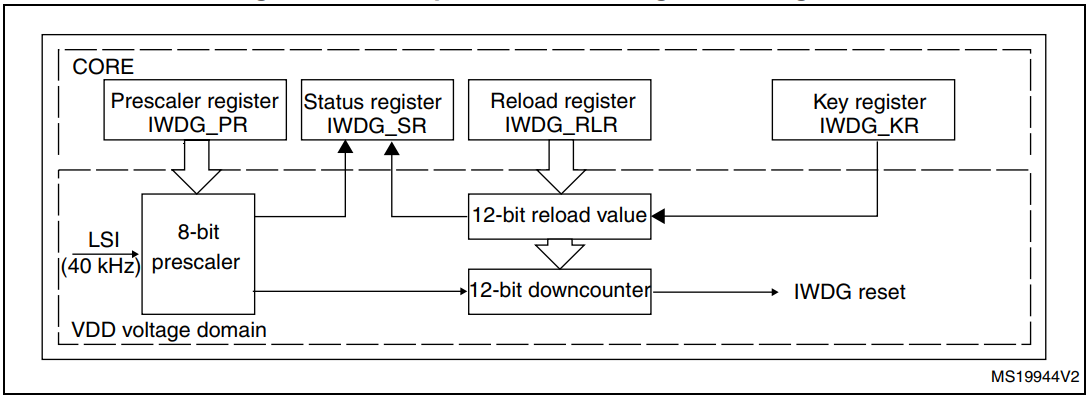 CORE
Prescaler register
IWDG_PR
Status register
IWDG_SR
Reload register
IWDG_RLR
Key register
IWDG_KR
LSI
(40 kHz)
8-bit
prescaler
12-bit reload value
12-bit downcounter
IWDG reset
VDD voltage domain
MS19944V2